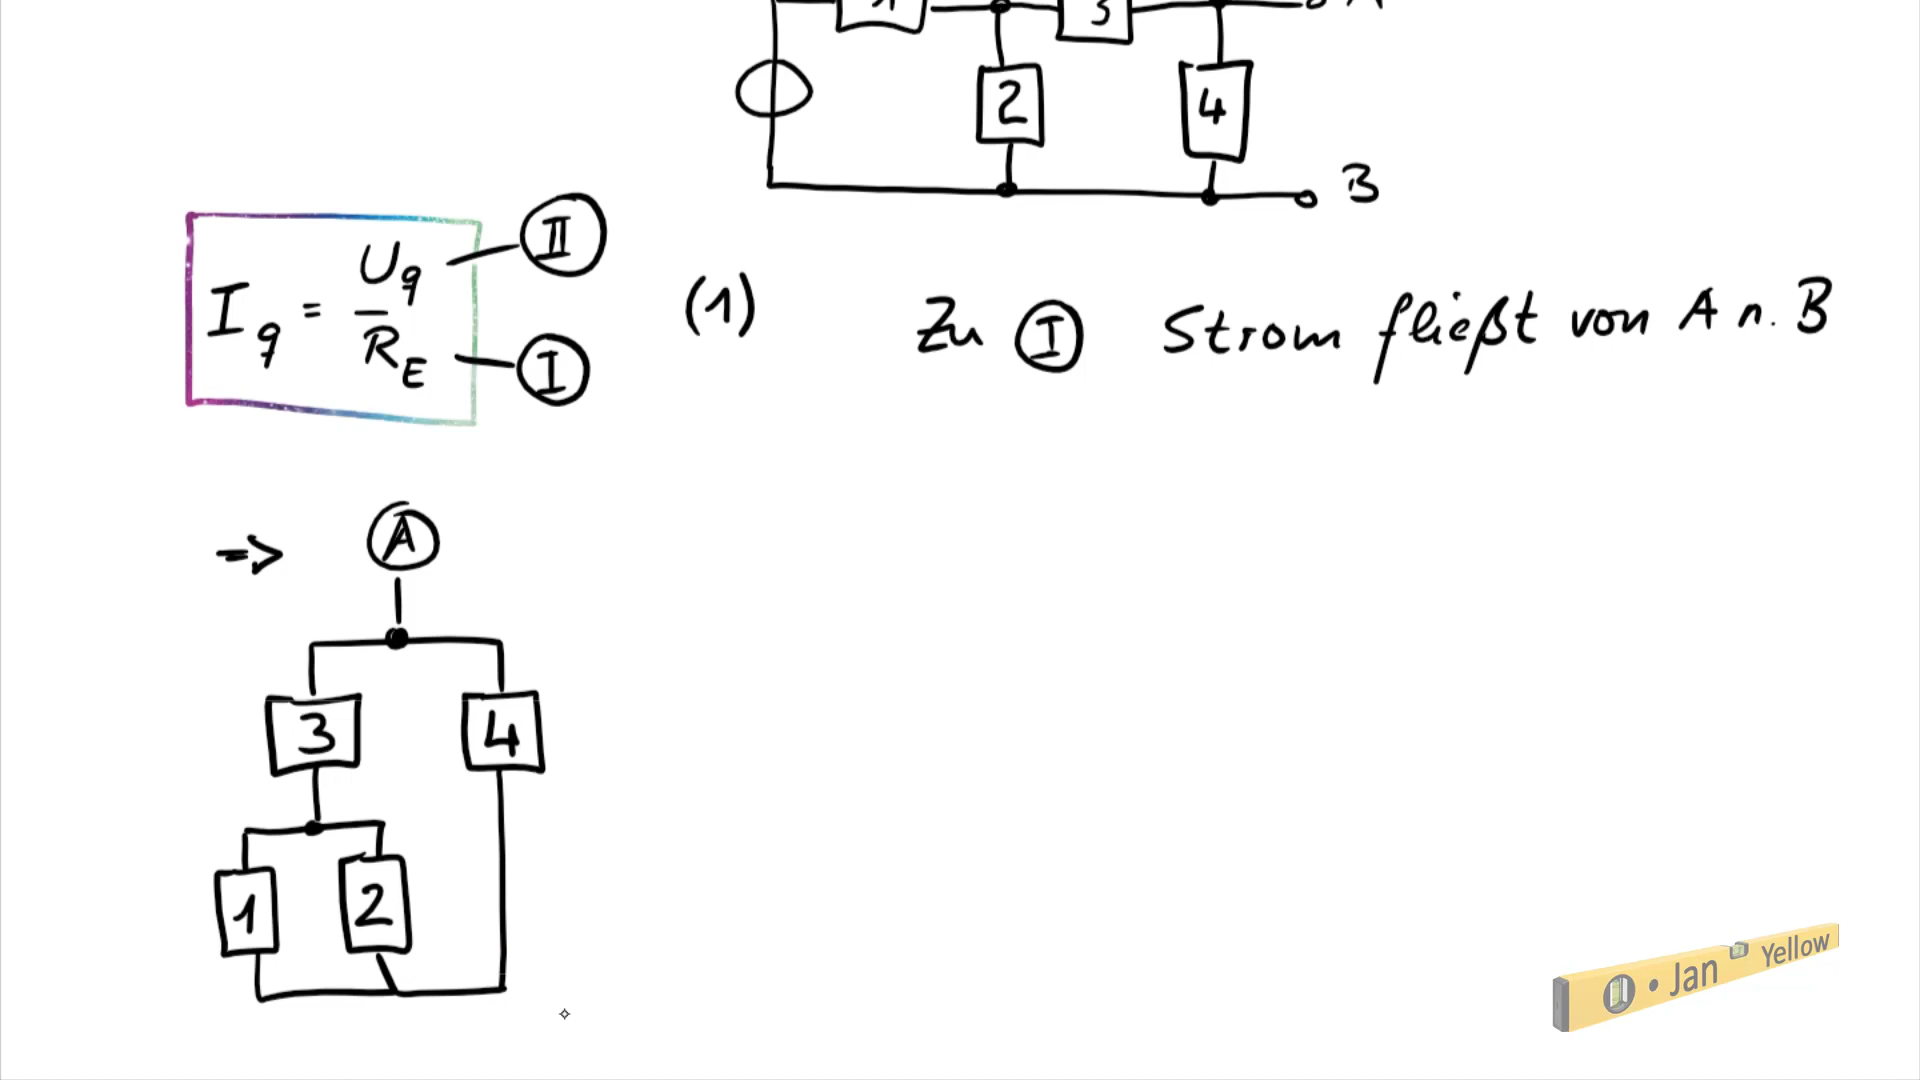 3
2
4
B
I_q = U_q / R_E
II
I
(1)
Zu I Strom fließt von A n. B
=>
A
3
4
1
2
Jan Yellow